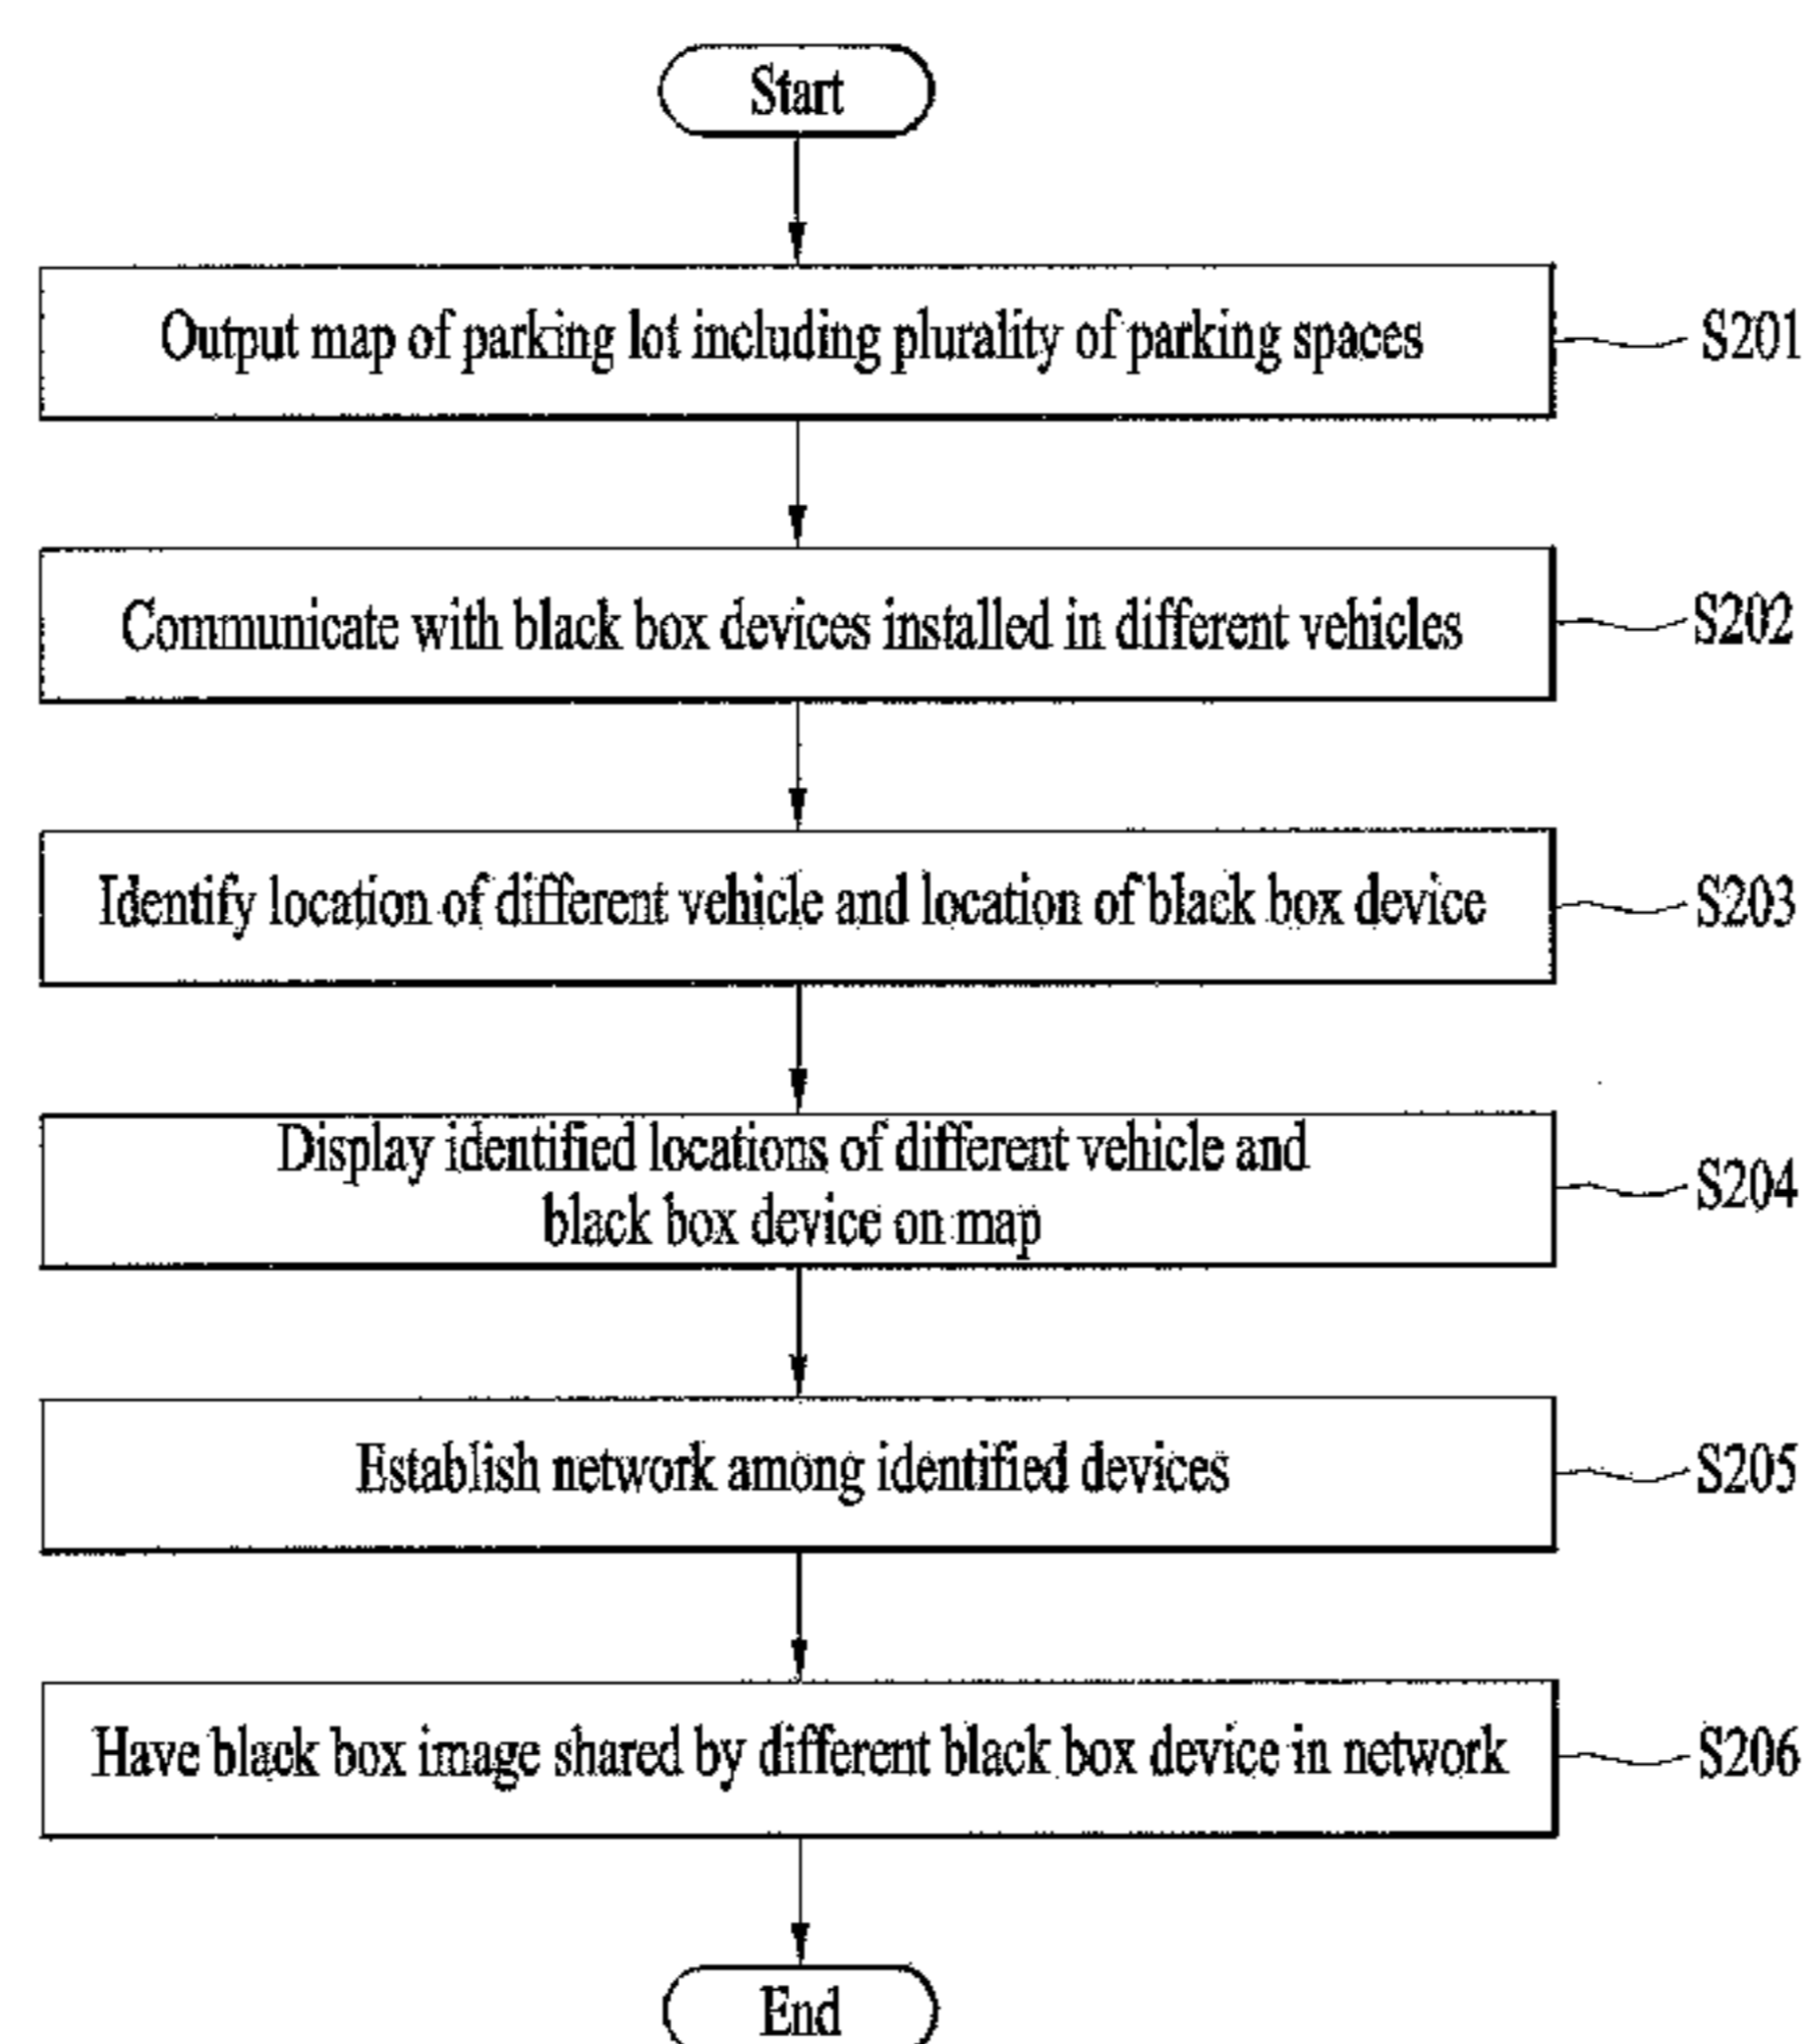 Start
Output map of parking lot including plurality of parking spaces
S201
Communicate with black box devices installed in different vehicles
S202
Identify location of different vehicle and location of black box device
S203
Display identified locations of different vehicle and
black box device on map
S204
Establish network among identified devices
S205
Have black box image shared by different black box device in network
S206
End